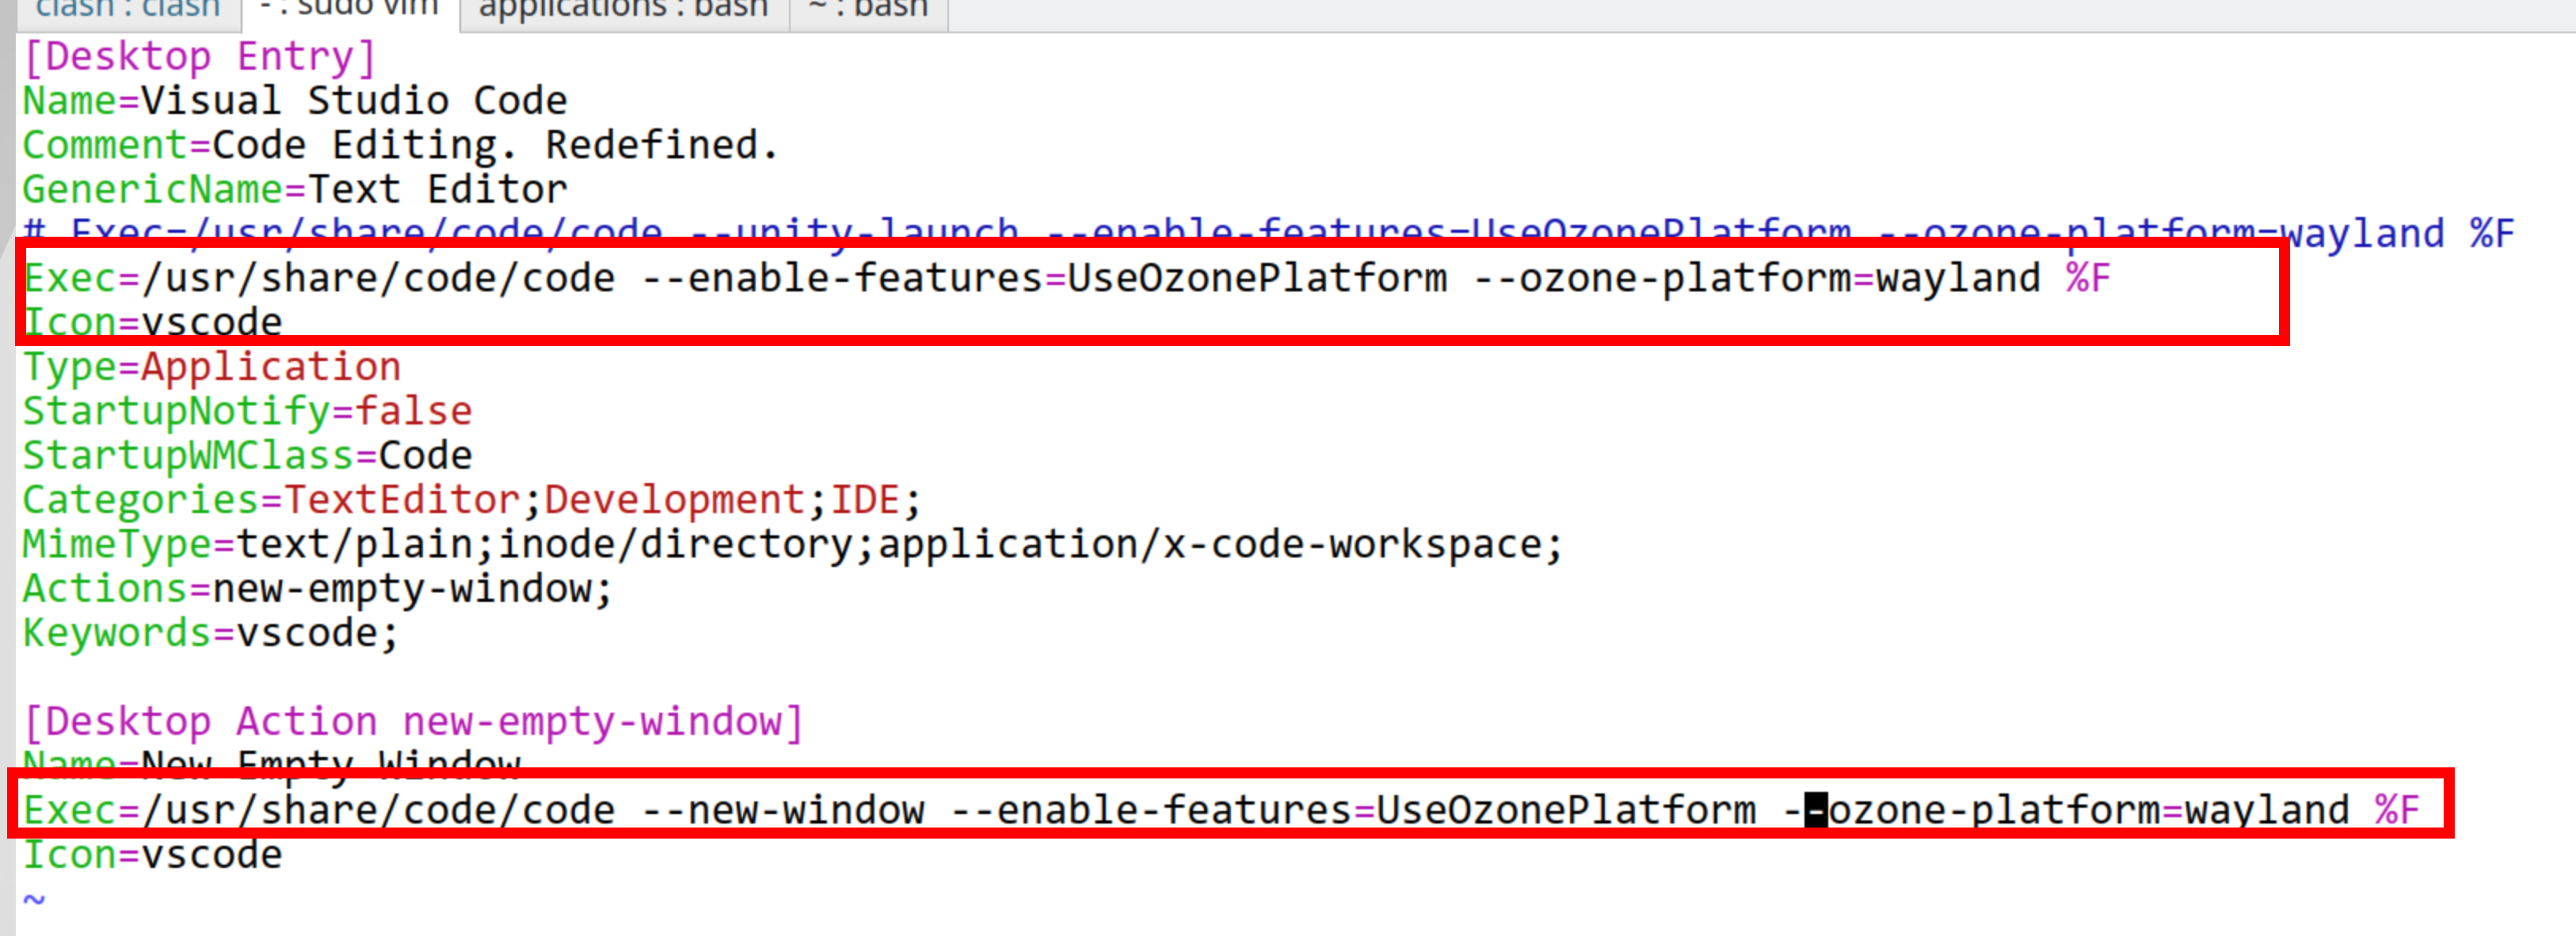 clash : clash   - : sudo vim   applications : bash   ~ : bash
[Desktop Entry]
Name=Visual Studio Code
Comment=Code Editing. Redefined.
GenericName=Text Editor
# Exec=/usr/share/code/code --unity-launch --enable-features=UseOzonePlatform --ozone-platform=wayland %F
Exec=/usr/share/code/code --enable-features=UseOzonePlatform --ozone-platform=wayland %F
Icon=vscode
Type=Application
StartupNotify=false
StartupWMClass=Code
Categories=TextEditor;Development;IDE;
MimeType=text/plain;inode/directory;application/x-code-workspace;
Actions=new-empty-window;
Keywords=vscode;
[Desktop Action new-empty-window]
Name=New Empty Window
Exec=/usr/share/code/code --new-window --enable-features=UseOzonePlatform --ozone-platform=wayland %F
Icon=vscode
~